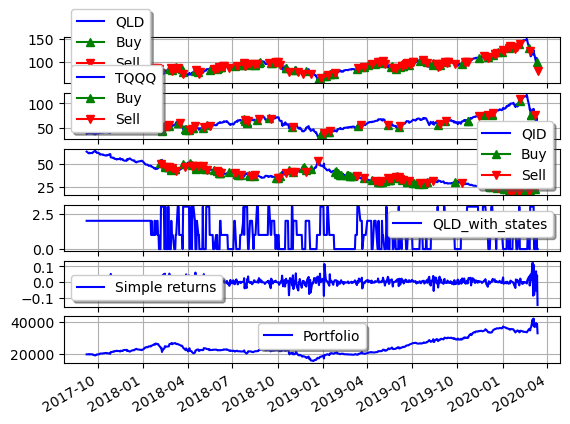 QLD
Buy
Sell
150
100
TQQQ
Buy
Sell
100
50
QID
Buy
Sell
50
25
QLD_with_states
2.5
0.0
Simple returns
0.1
0.0
−0.1
Portfolio
40000
20000
2017-10
2018-01
2018-04
2018-07
2018-10
2019-01
2019-04
2019-07
2019-10
2020-01
2020-04